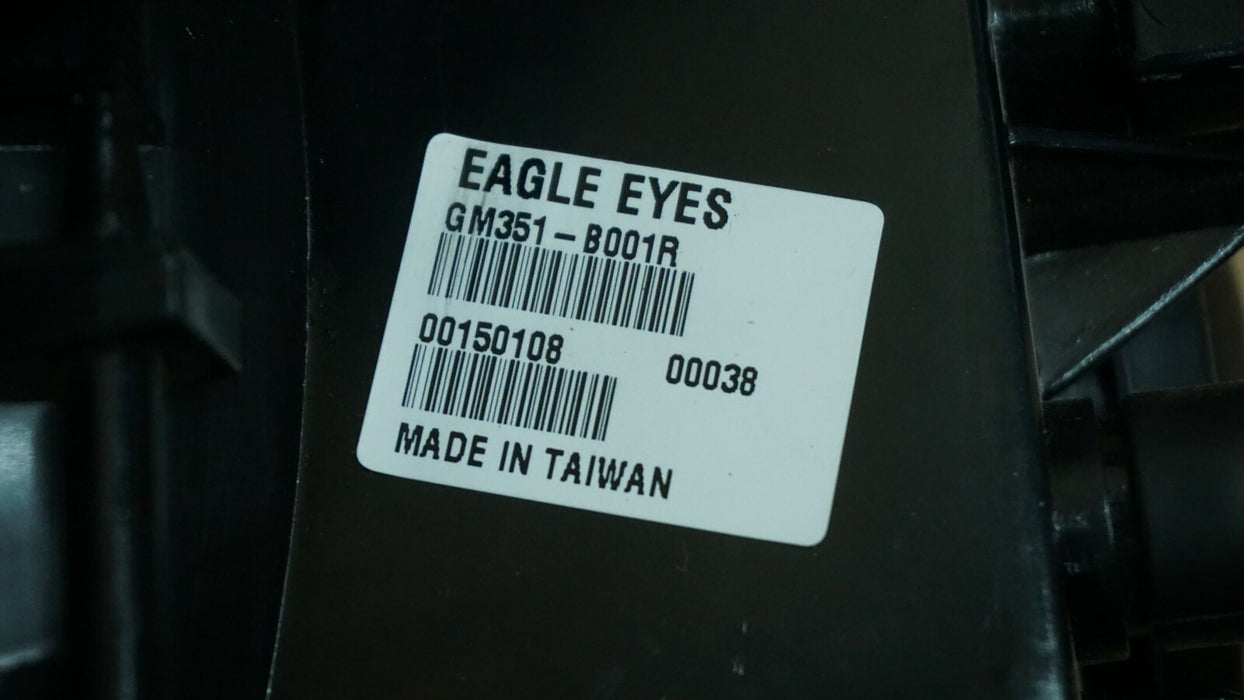 EAGLE EYES
GM351-B001R
00150108 00038
MADE IN TAIWAN